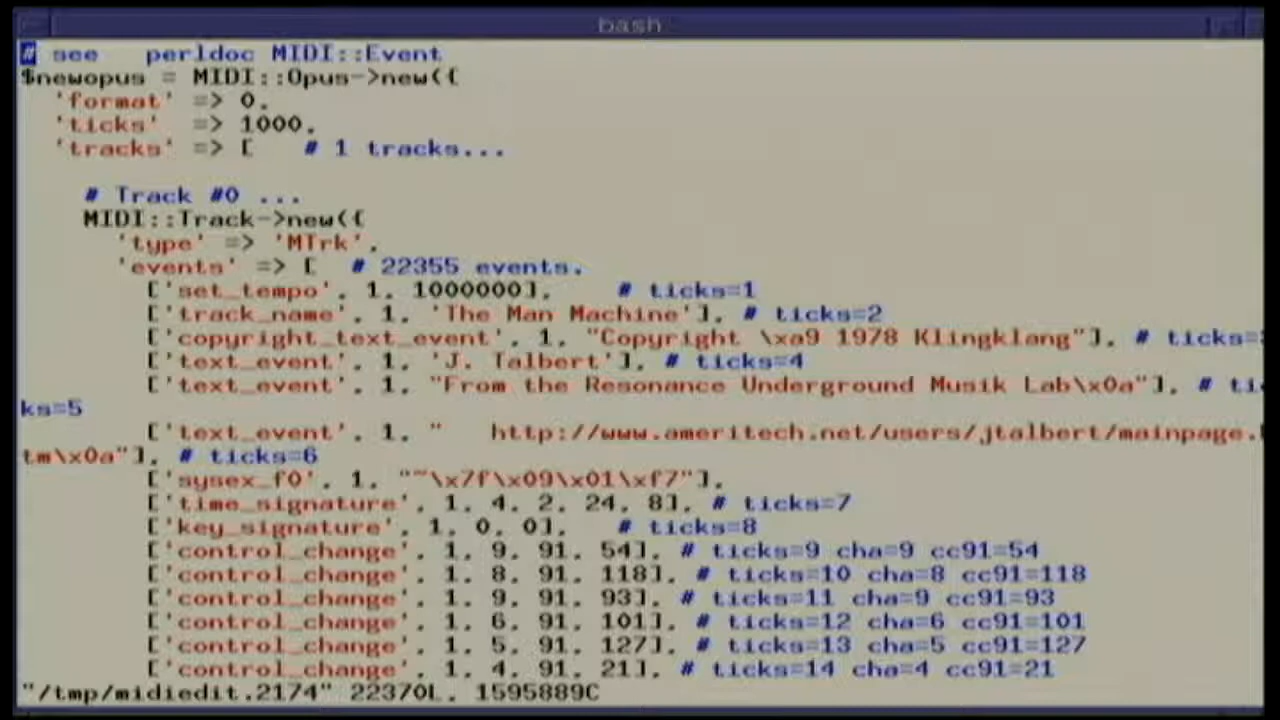 bash
# see   perldoc MIDI::Event
$newopus = MIDI::Opus->new({
  'format' => 0,
  'ticks'  => 1000,
  'tracks' => [   # 1 tracks...
    # Track #0 ...
    MIDI::Track->new({
      'type' => 'MTrk',
      'events' => [  # 22355 events.
        ['set_tempo', 1, 1000000],    # ticks=1
        ['track_name', 1, 'The Man Machine'], # ticks=2
        ['copyright_text_event', 1, "Copyright \xa9 1978 Klingklang"], # ticks=
        ['text_event', 1, 'J. Talbert'], # ticks=4
        ['text_event', 1, "From the Resonance Underground Musik Lab\x0a"], # tic
ks=5
        ['text_event', 1, "   http://www.ameritech.net/users/jtalbert/mainpage.h
tm\x0a"], # ticks=6
        ['sysex_f0', 1, "~\x7f\x09\x01\xf7"],
        ['time_signature', 1, 4, 2, 24, 8], # ticks=7
        ['key_signature', 1, 0, 0],    # ticks=8
        ['control_change', 1, 9, 91, 54], # ticks=9 cha=9 cc91=54
        ['control_change', 1, 8, 91, 118], # ticks=10 cha=8 cc91=118
        ['control_change', 1, 9, 91, 93], # ticks=11 cha=9 cc91=93
        ['control_change', 1, 6, 91, 101], # ticks=12 cha=6 cc91=101
        ['control_change', 1, 5, 91, 127], # ticks=13 cha=5 cc91=127
        ['control_change', 1, 4, 91, 21], # ticks=14 cha=4 cc91=21
"/tmp/midiedit.2174" 22370L, 1595889C